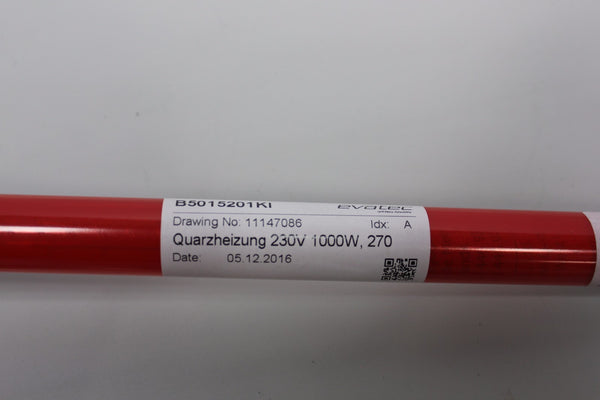 B5015201KI evatec
Drawing No: 11147086 Idx: A
Quarzheizung 230V 1000W, 270
Date: 05.12.2016